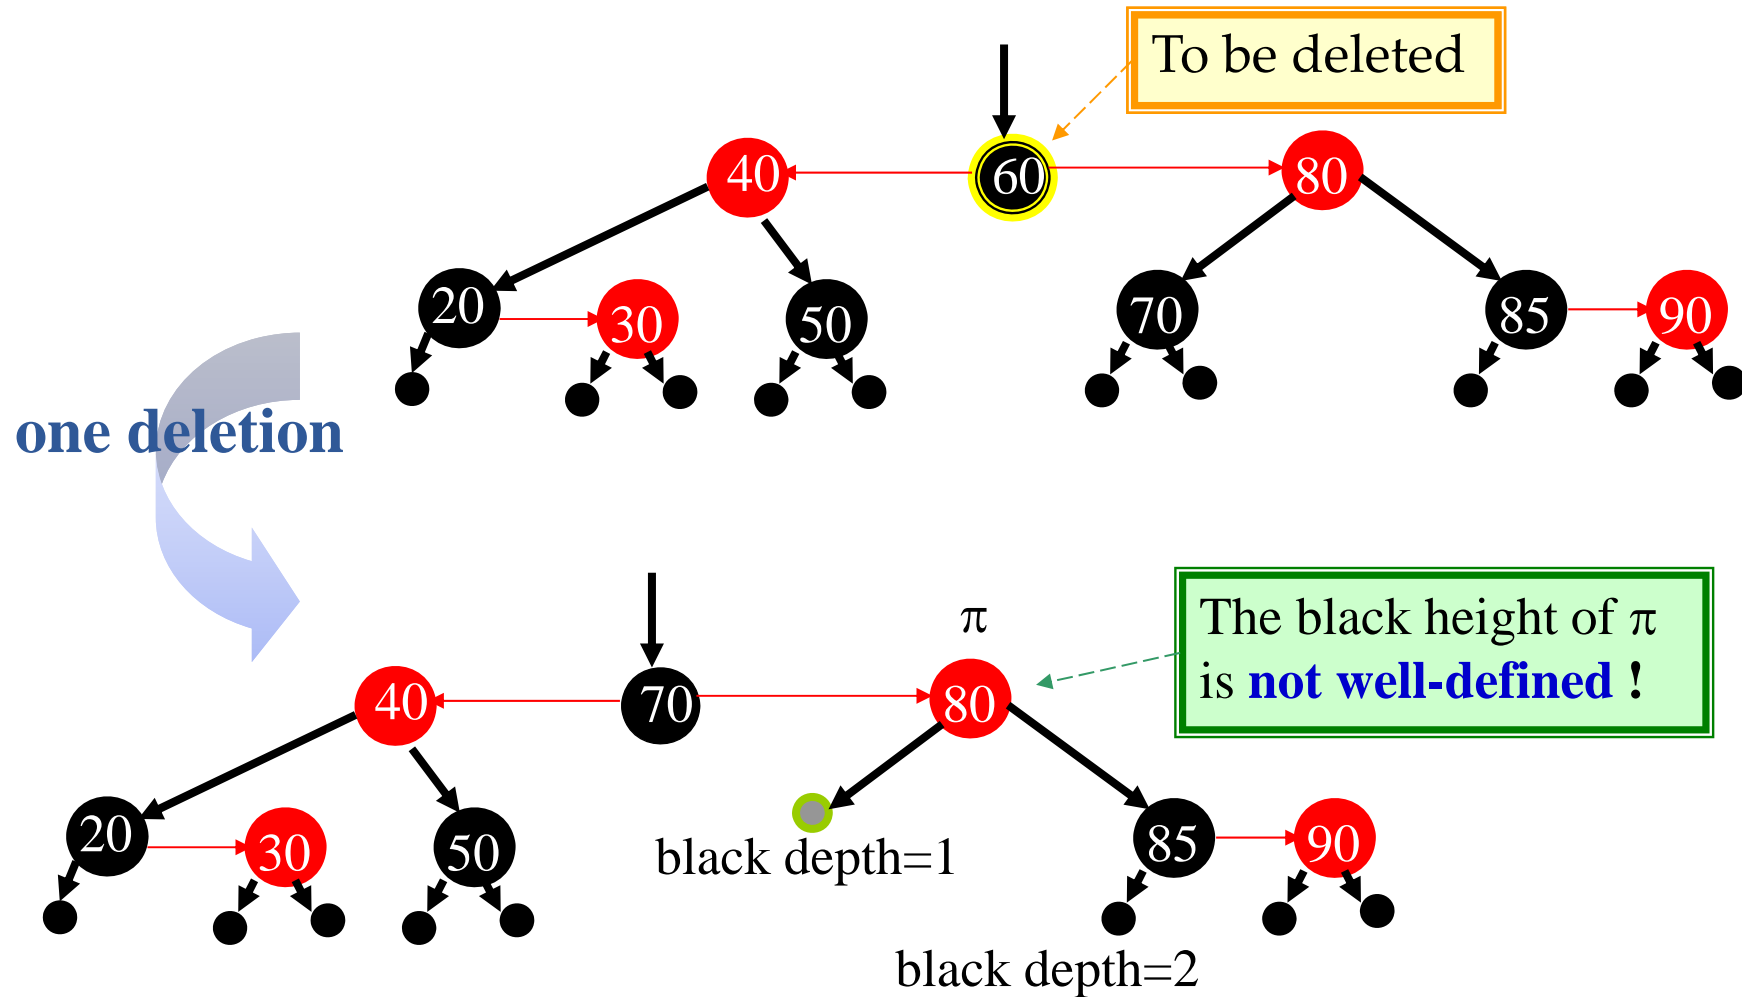 To be deleted
40
60
80
20
30
50
70
85
90
one deletion
π
The black height of π
is not well-defined !
40
70
80
20
30
50
85
90
black depth=1
black depth=2